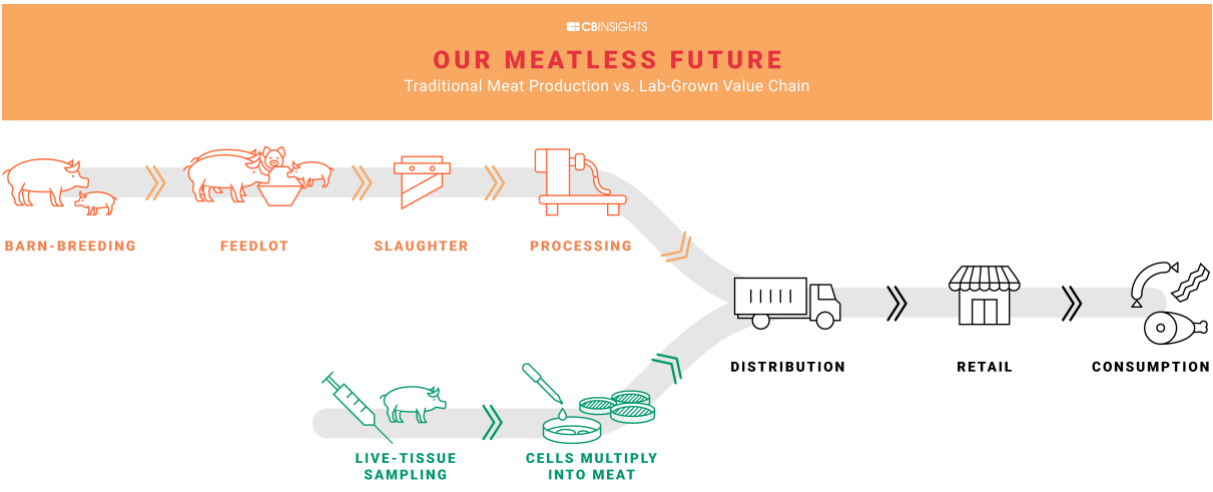 CBINSIGHTS
OUR MEATLESS FUTURE
Traditional Meat Production vs. Lab-Grown Value Chain
BARN-BREEDING
FEEDLOT
SLAUGHTER
PROCESSING
DISTRIBUTION
RETAIL
CONSUMPTION
LIVE-TISSUE
SAMPLING
CELLS MULTIPLY
INTO MEAT